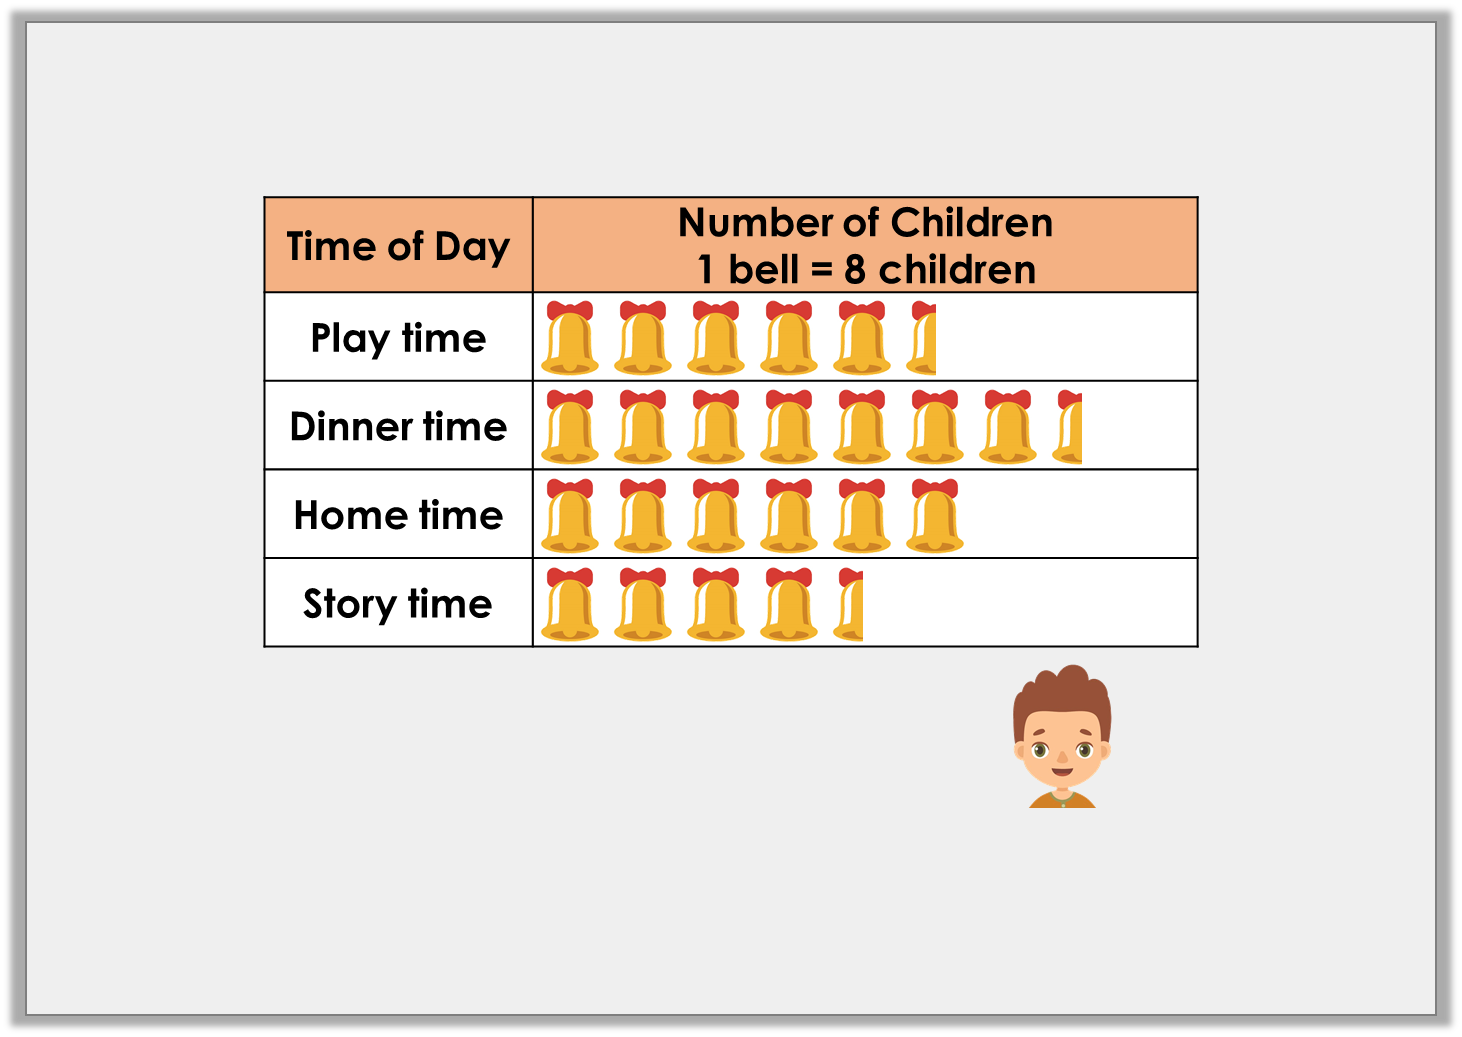 Time of Day
Number of Children
1 bell = 8 children
Play time
Dinner time
Home time
Story time